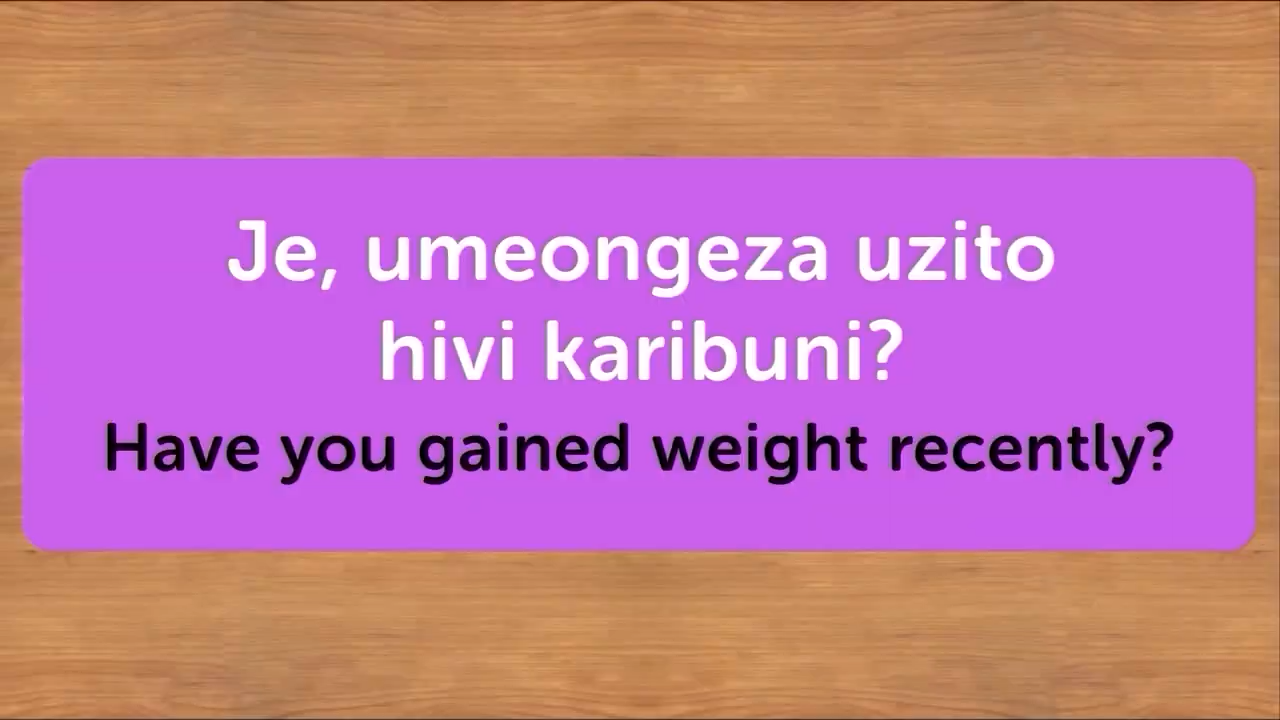 Je, umeongeza uzito
hivi karibuni?
Have you gained weight recently?